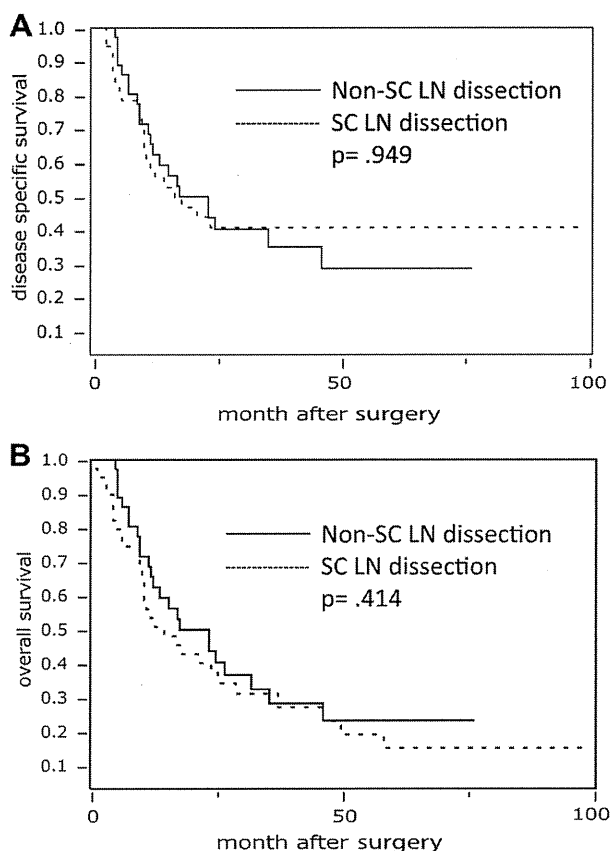 A
disease specific survival
1.0
0.9
0.8
0.7
0.6
0.5
0.4
0.3
0.2
0.1
Non-SC LN dissection
SC LN dissection
p= .949
0
50
100
month after surgery
B
overall survival
1.0
0.9
0.8
0.7
0.6
0.5
0.4
0.3
0.2
0.1
Non-SC LN dissection
SC LN dissection
p= .414
0
50
100
month after surgery